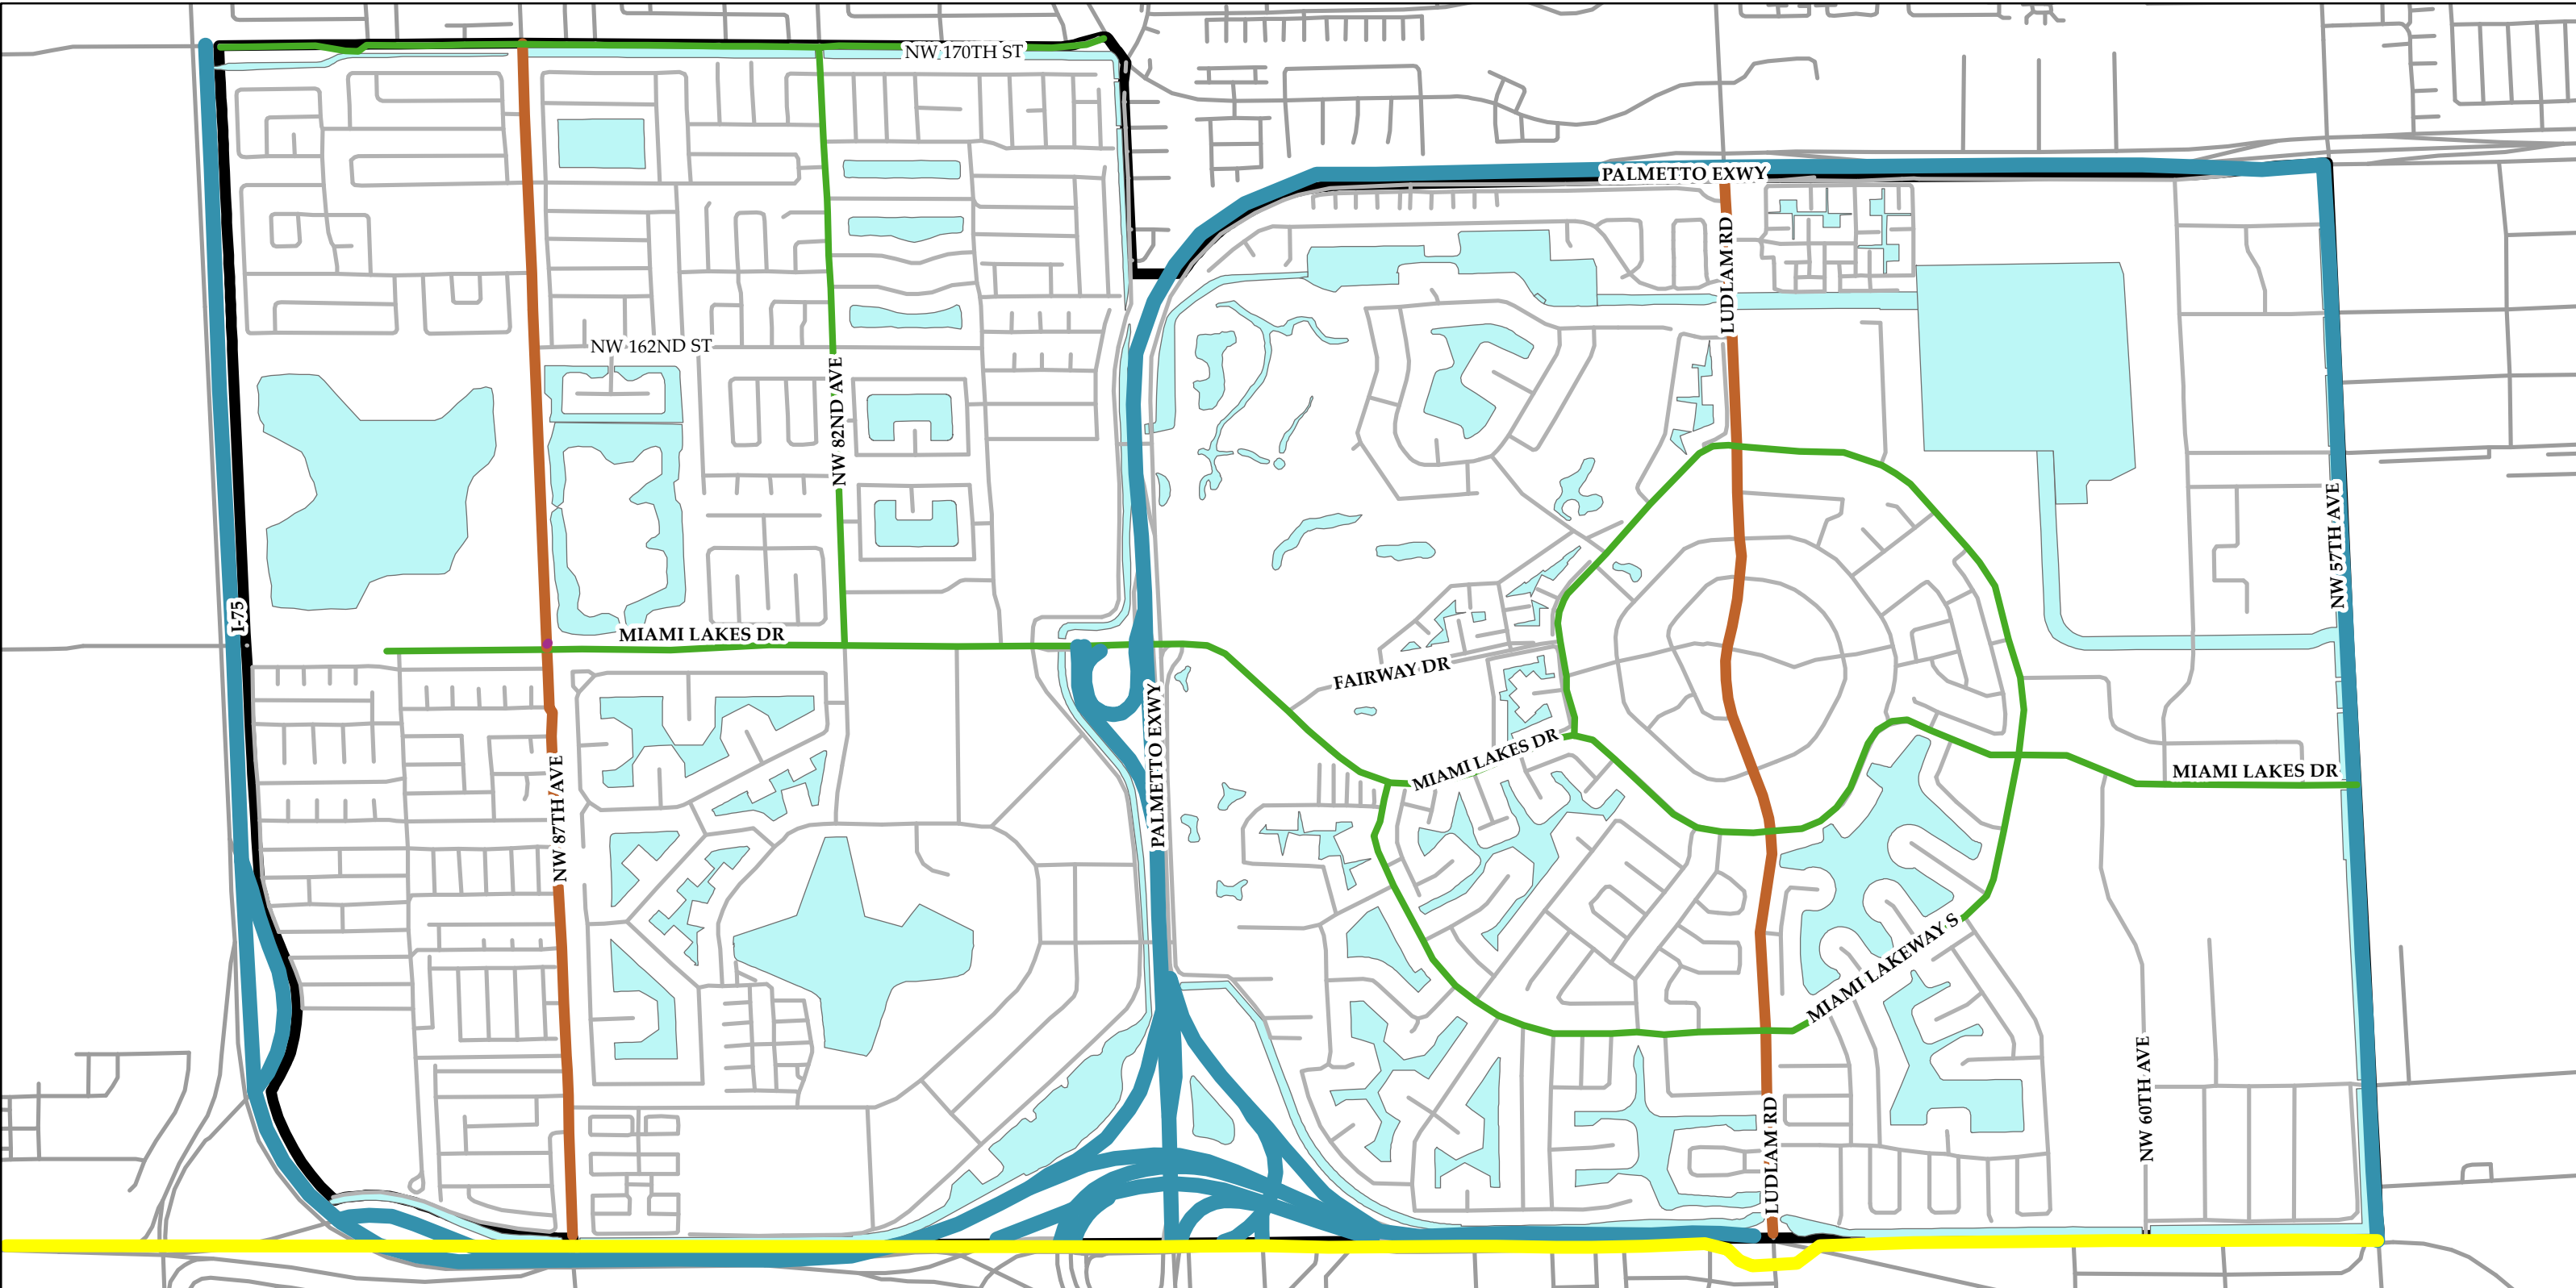 NW 170TH ST
PALMETTO EXWY
LUDLAM RD
NW 162ND ST
NW 82ND AVE
NW 57TH AVE
I-75
MIAMI LAKES DR
FAIRWAY DR
PALMETTO EXWY
MIAMI LAKES DR
MIAMI LAKES DR
NW 87TH AVE
MIAMI LAKEWAY S
NW 60TH AVE
LUDLAM RD